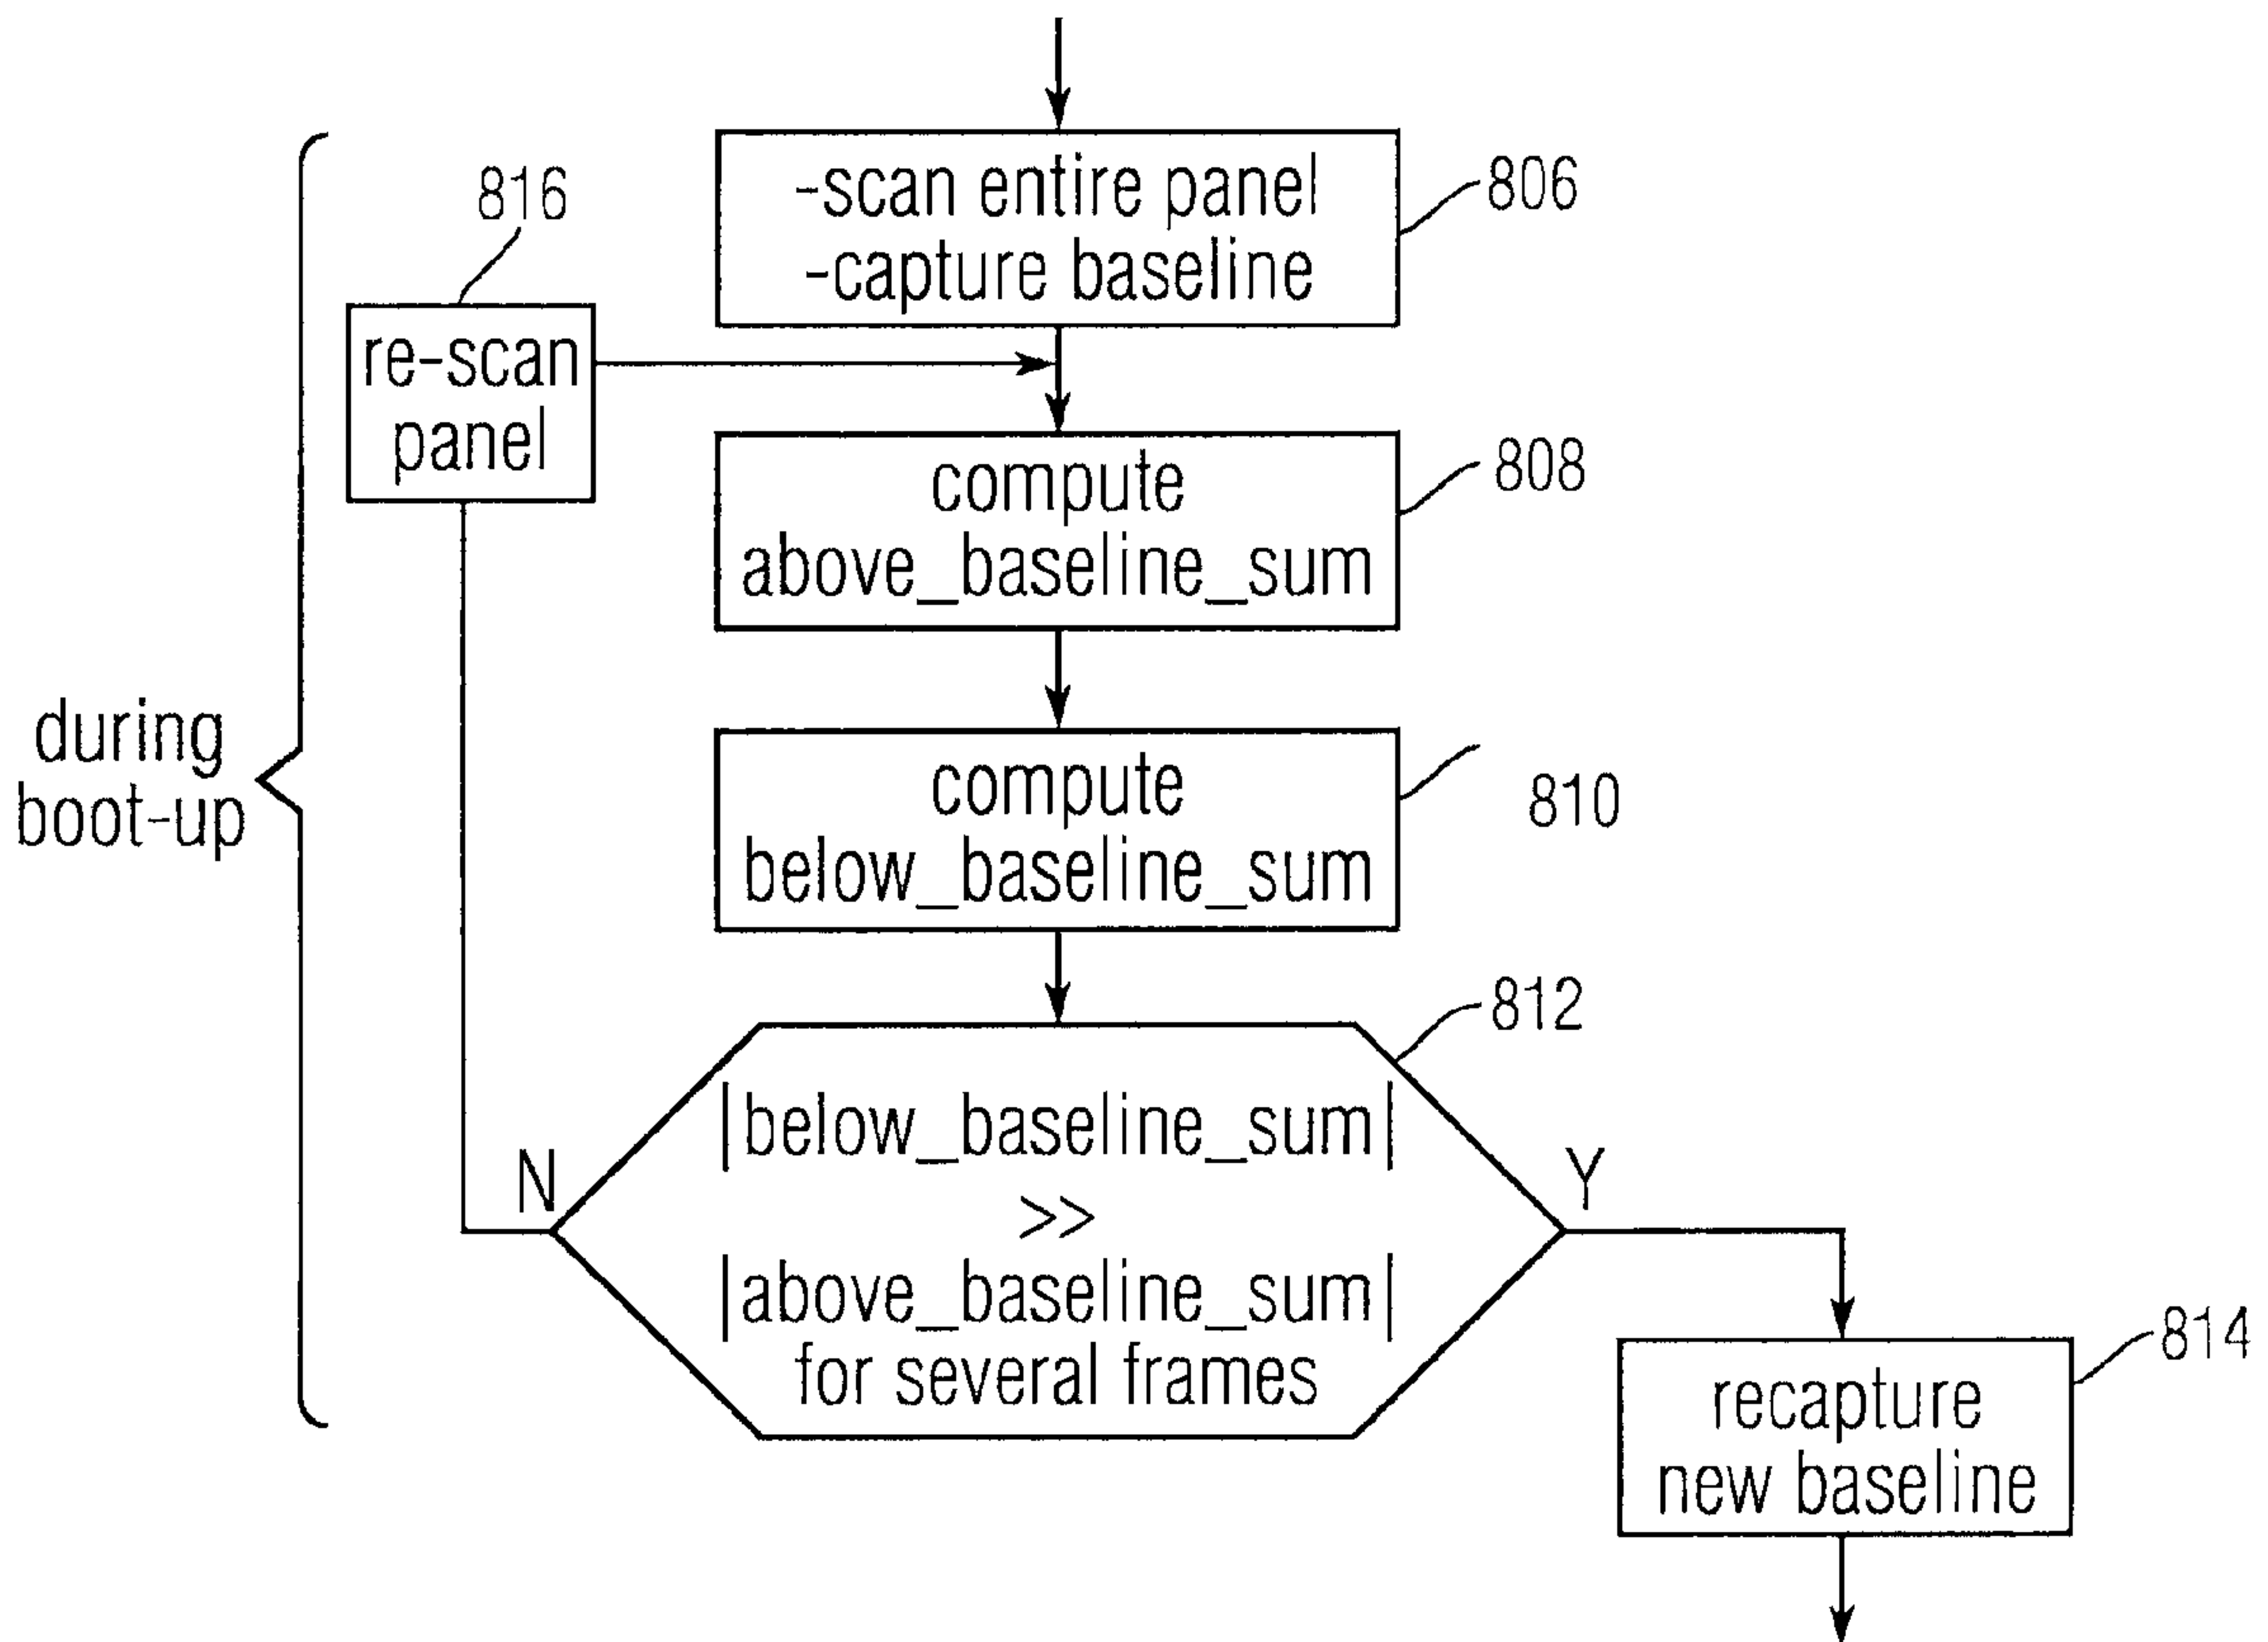 -scan entire panel
-capture baseline
806
816
re-scan
panel
compute
above_baseline_sum
808
during
boot-up
compute
below_baseline_sum
810
|below_baseline_sum|
>>
|above_baseline_sum|
for several frames
812
N
Y
recapture
new baseline
814